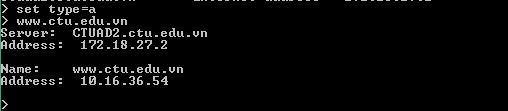 > set type=a
> www.ctu.edu.vn
Server:  CTUAD2.ctu.edu.vn
Address:  172.18.27.2
Name:    www.ctu.edu.vn
Address:  10.16.36.54
>